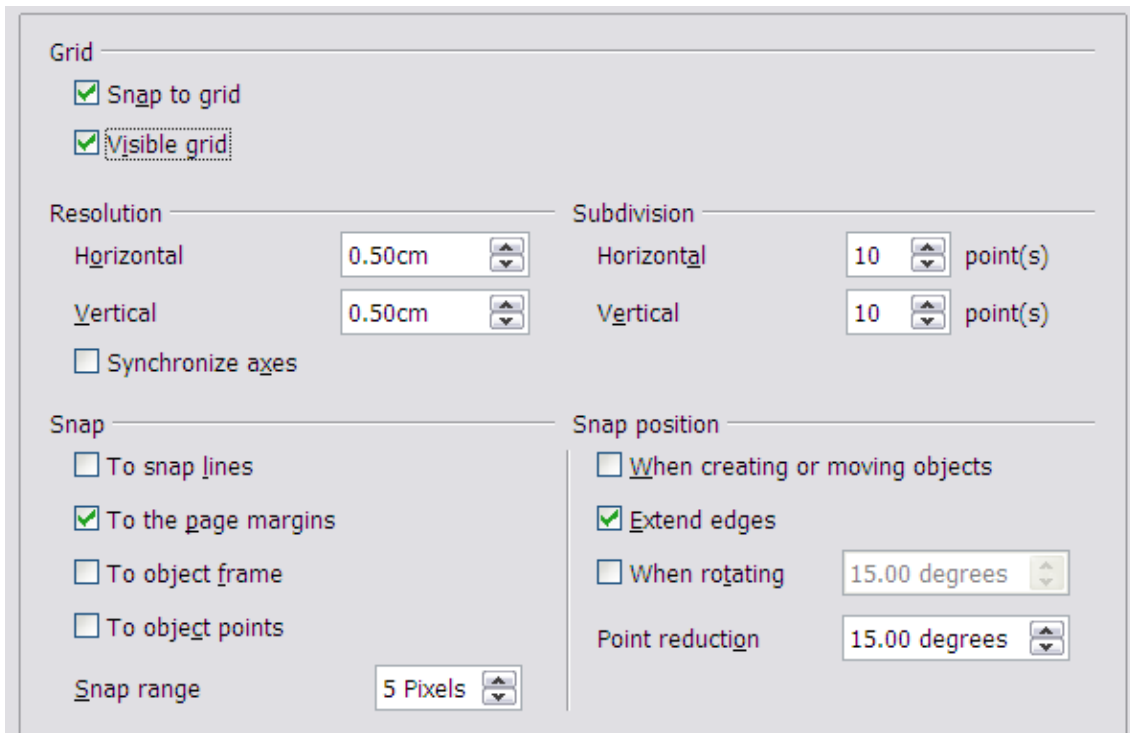 Grid
Snap to grid
Visible grid
Resolution
Horizontal 0.50cm
Vertical 0.50cm
Synchronize axes
Subdivision
Horizontal 10 point(s)
Vertical 10 point(s)
Snap
To snap lines
To the page margins
To object frame
To object points
Snap range 5 Pixels
Snap position
When creating or moving objects
Extend edges
When rotating 15.00 degrees
Point reduction 15.00 degrees